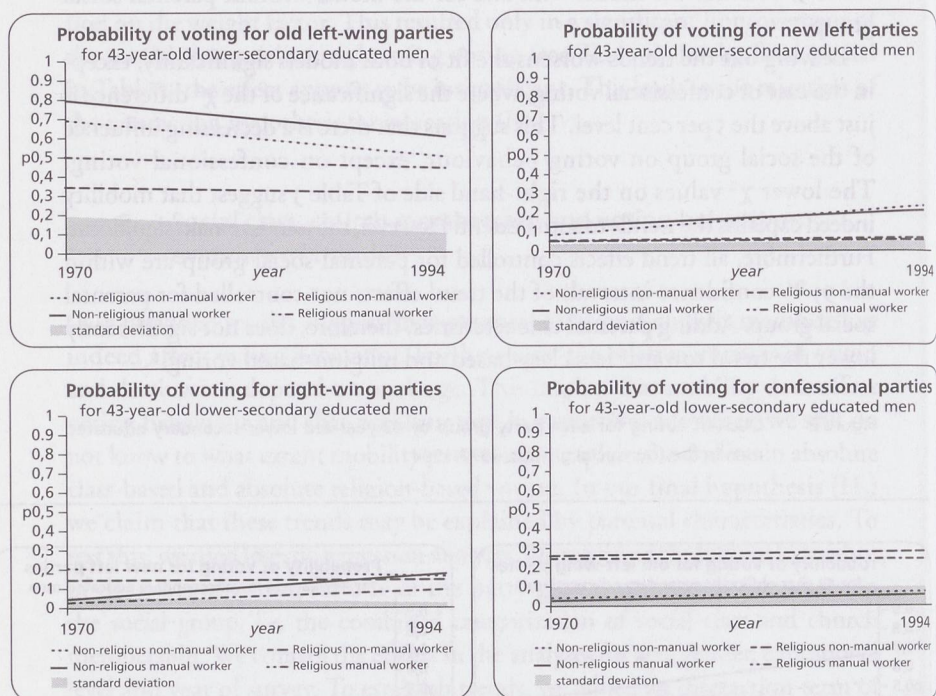 Probability of voting for old left-wing parties
for 43-year-old lower-secondary educated men
1
0.9
0,8
0,7
0,6
p0,5
0,4
0,3
0,2
0,1
0
1970 year 1994
Non-religious non-manual worker Religious non-manual worker
Non-religious manual worker Religious manual worker
standard deviation
Probability of voting for new left parties
for 43-year-old lower-secondary educated men
1
0.9
0,8
0,7
0,6
p0,5
0,4
0,3
0,2
0,1
0
1970 year 1994
Non-religious non-manual worker Religious non-manual worker
Non-religious manual worker Religious manual worker
standard deviation
Probability of voting for right-wing parties
for 43-year-old lower-secondary educated men
1
0.9
0,8
0,7
0,6
p0,5
0,4
0,3
0,2
0,1
0
1970 year 1994
Non-religious non-manual worker Religious non-manual worker
Non-religious manual worker Religious manual worker
standard deviation
Probability of voting for confessional parties
for 43-year-old lower-secondary educated men
1
0.9
0,8
0,7
0,6
p0,5
0,4
0,3
0,2
0,1
0
1970 year 1994
Non-religious non-manual worker Religious non-manual worker
Non-religious manual worker Religious manual worker
standard deviation